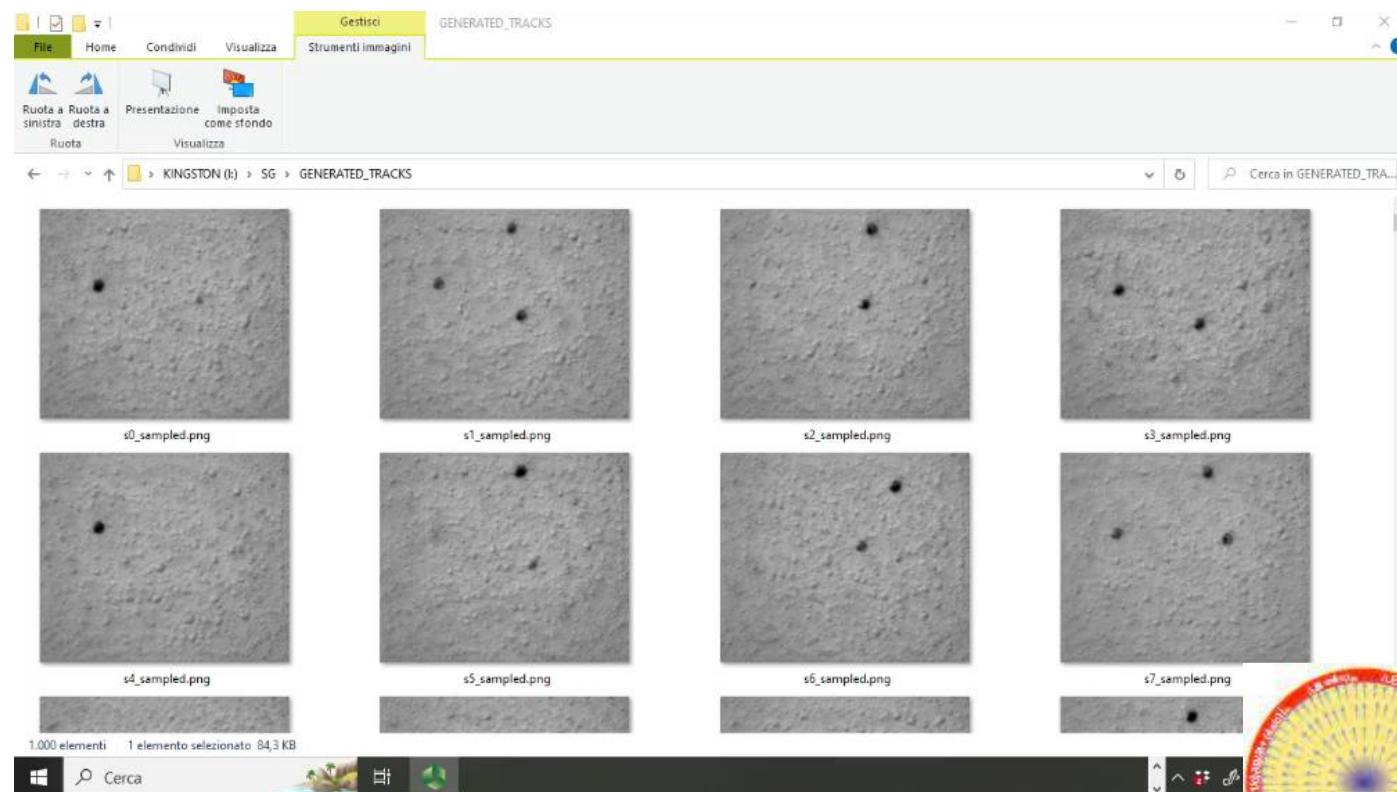 Gestisci
GENERATED_TRACKS
File
Home
Condividi
Visualizza
Strumenti immagini
Ruota a sinistra
Ruota a destra
Presentazione
Imposta come sfondo
Ruota
Visualizza
KINGSTON (I:) › SG › GENERATED_TRACKS
Cerca in GENERATED_TRA...
s0_sampled.png
s1_sampled.png
s2_sampled.png
s3_sampled.png
s4_sampled.png
s5_sampled.png
s6_sampled.png
s7_sampled.png
1.000 elementi
1 elemento selezionato 84,3 KB
Cerca